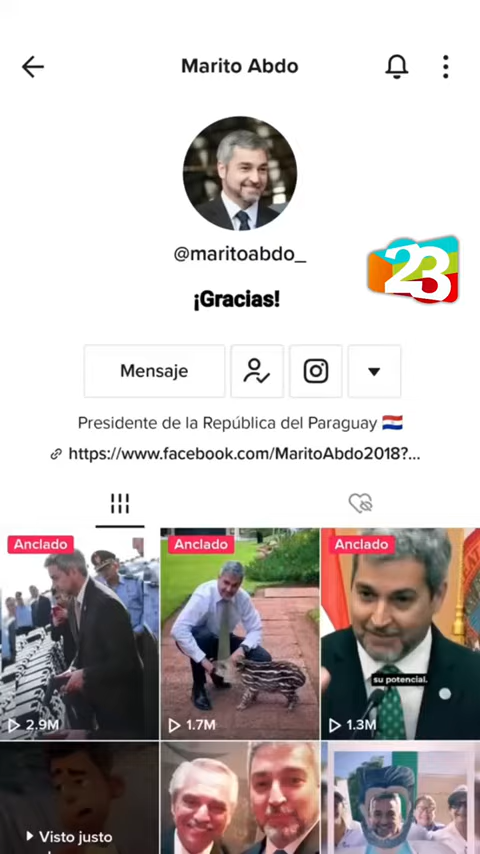 Marito Abdo
@maritoabdo_
23
¡Gracias!
Mensaje
Presidente de la República del Paraguay
https://www.facebook.com/MaritoAbdo2018?...
Anclado
Anclado
Anclado
su potencial.
2.9M
1.7M
1.3M
Visto justo